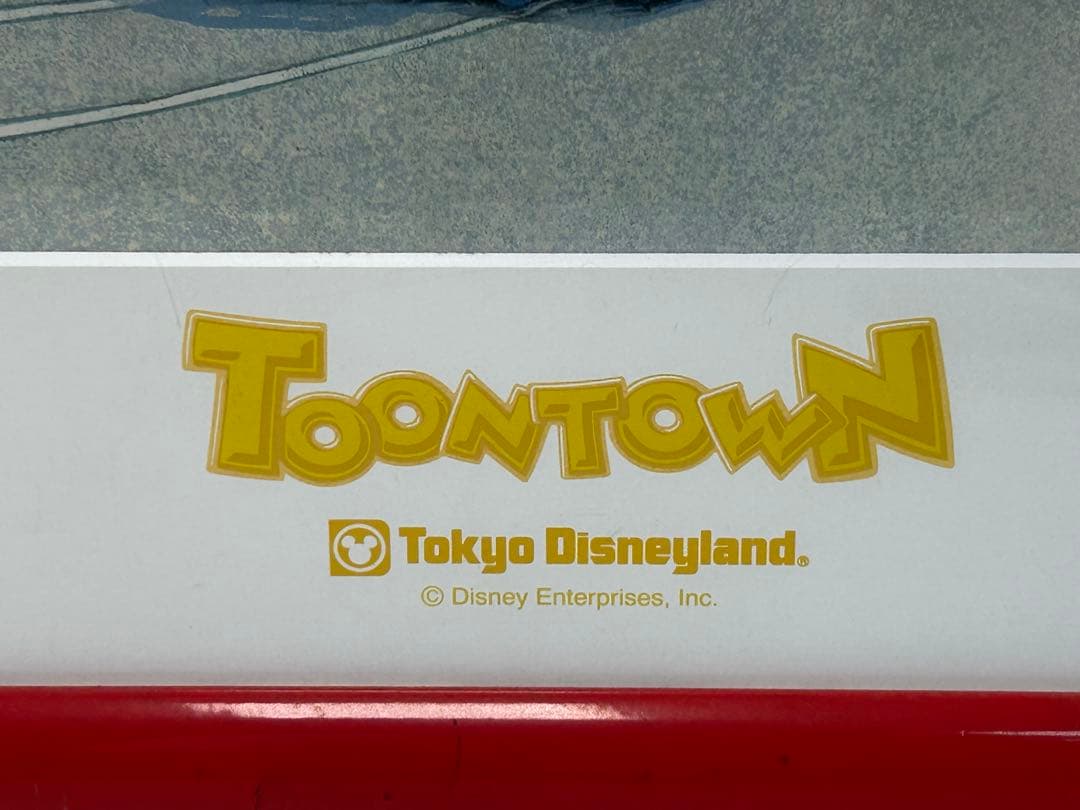 TOONTOWN
Tokyo Disneyland®
© Disney Enterprises, Inc.